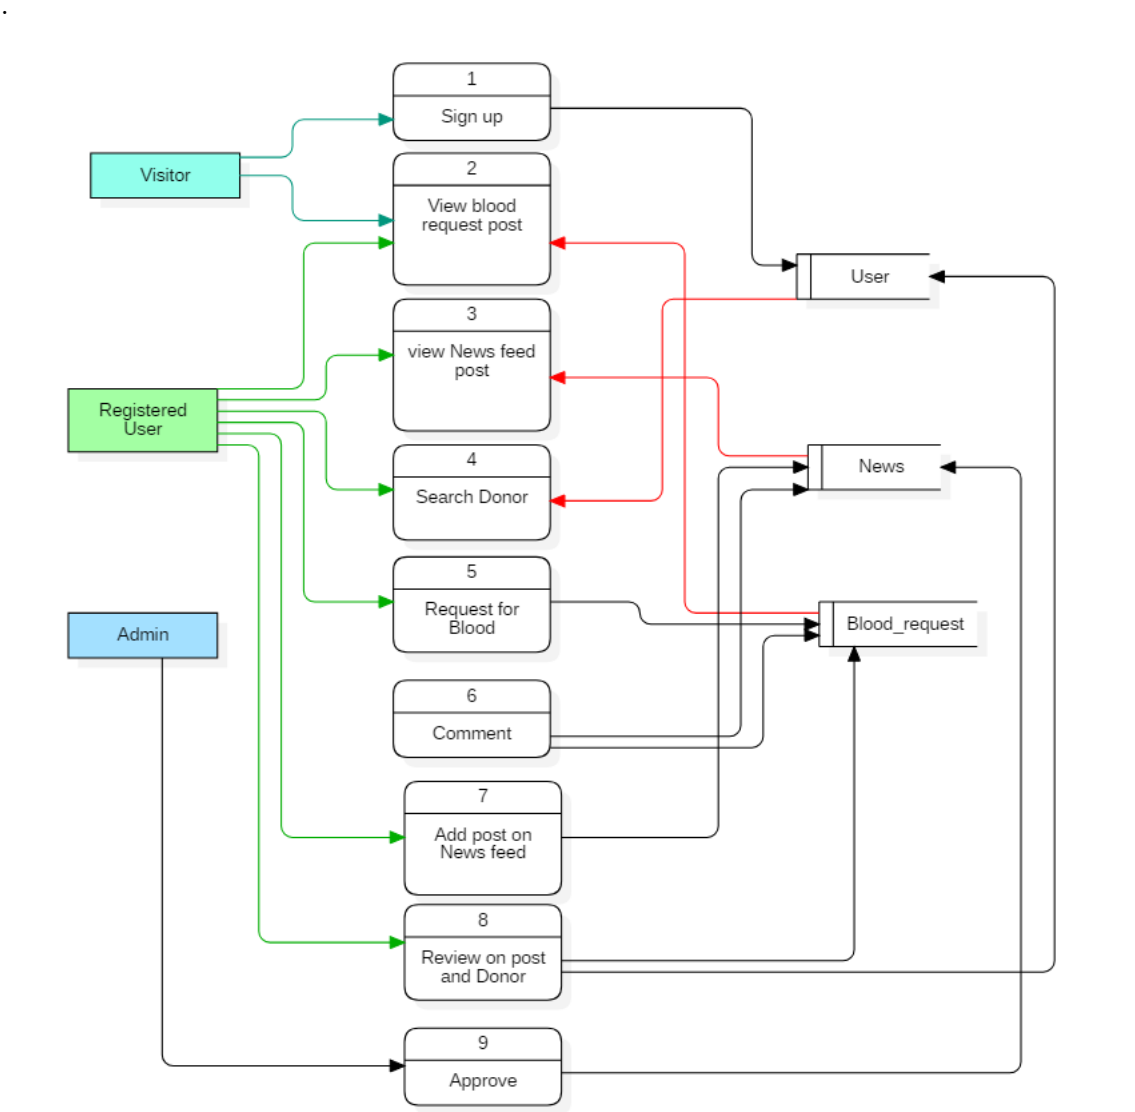 .
1
Sign up
Visitor
2
View blood
request post
User
3
view News feed
post
Registered
User
4
Search Donor
News
5
Request for
Blood
Admin
Blood_request
6
Comment
7
Add post on
News feed
8
Review on post
and Donor
9
Approve